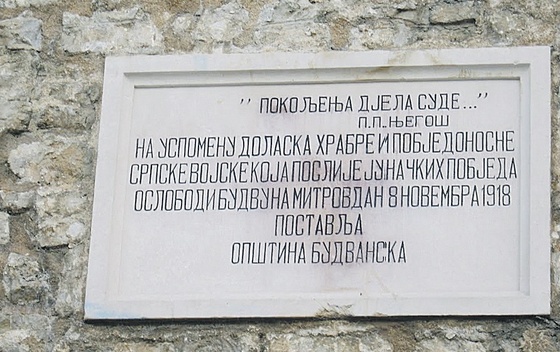 " ПОКОЉЕЊА ДЈЕЛА СУДЕ..."
П.П. ЊЕГОШ
НА УСПОМЕНУ ДОЛАСКА ХРАБРЕ И ПОБЈЕДОНОСНЕ
СРПСКЕ ВОЈСКЕ КОЈА ПОСЛИЈЕ ЈУНАЧКИХ ПОБЈЕДА
ОСЛОБОДИ БУДВУ НА МИТРОВДАН 8 НОВЕМБРА 1918
ПОСТАВЉА
ОПШТИНА БУДВАНСКА